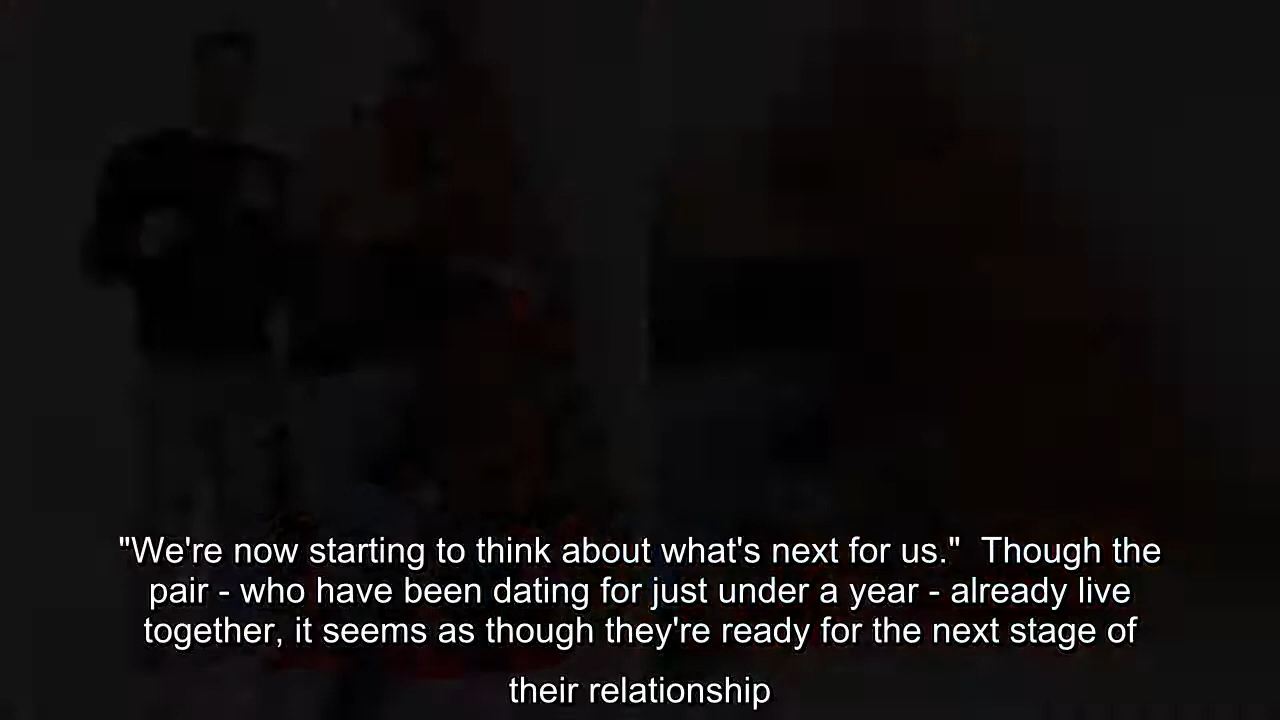 "We're now starting to think about what's next for us."  Though the
pair - who have been dating for just under a year - already live
together, it seems as though they're ready for the next stage of
their relationship